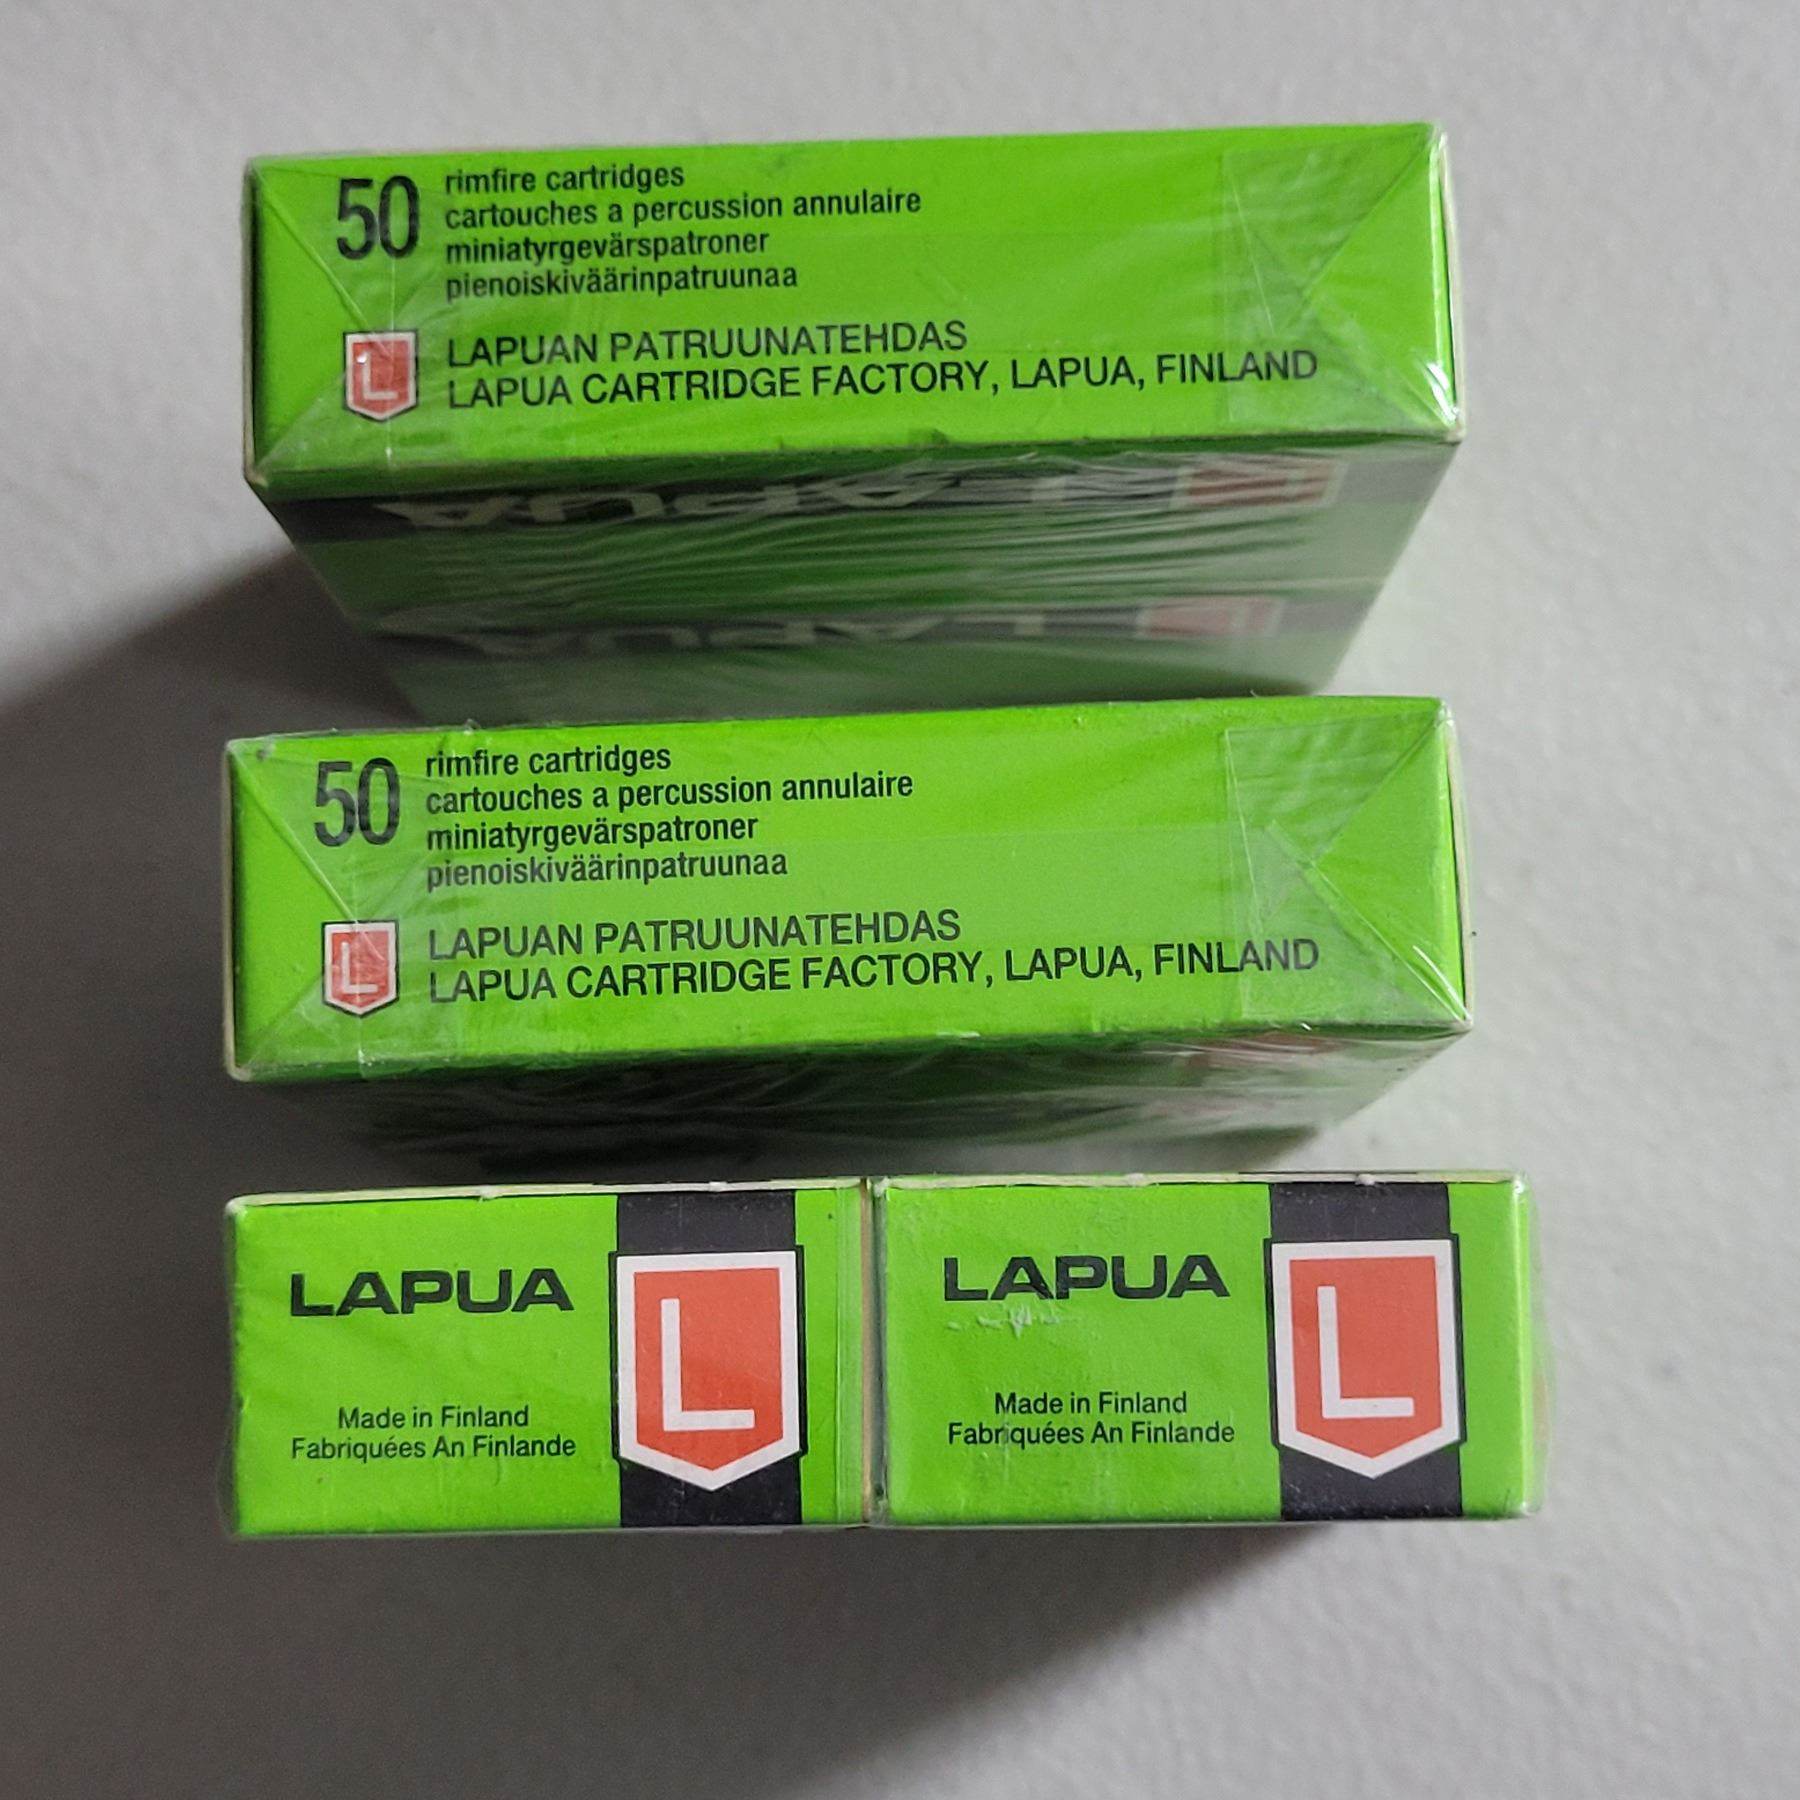 50 rimfire cartridges
cartouches a percussion annulaire
miniatyrgevärspatroner
pienoiskiväärinpatruunaa
L LAPUAN PATRUUNATEHDAS
LAPUA CARTRIDGE FACTORY, LAPUA, FINLAND
LAPUA L
LAPUA L
50 rimfire cartridges
cartouches a percussion annulaire
miniatyrgevärspatroner
pienoiskiväärinpatruunaa
L LAPUAN PATRUUNATEHDAS
LAPUA CARTRIDGE FACTORY, LAPUA, FINLAND
LAPUA L
Made in Finland
Fabriquées An Finlande
LAPUA L
Made in Finland
Fabriquées An Finlande